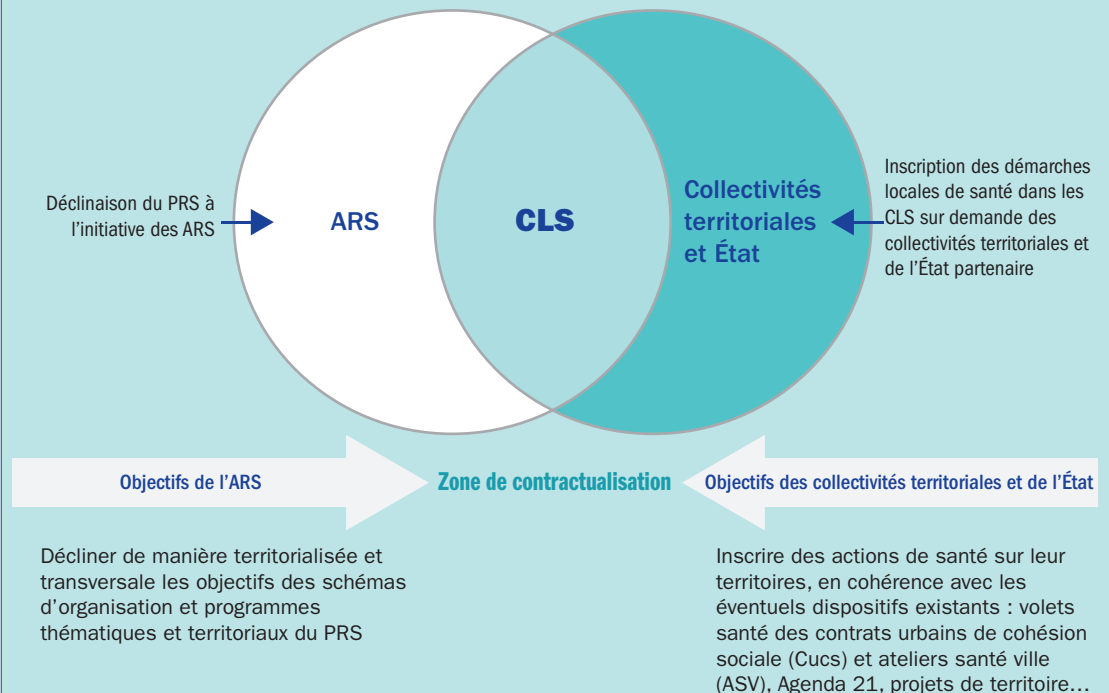 Déclinaison du PRS à
l'initiative des ARS
ARS
CLS
Collectivités
territoriales
et État
Inscription des démarches
locales de santé dans les
CLS sur demande des
collectivités territoriales et
de l'État partenaire
Objectifs de l'ARS
Zone de contractualisation
Objectifs des collectivités territoriales et de l'État
Décliner de manière territorialisée et
transversale les objectifs des schémas
d'organisation et programmes
thématiques et territoriaux du PRS
Inscrire des actions de santé sur leur
territoires, en cohérence avec les
éventuels dispositifs existants : volets
santé des contrats urbains de cohésion
sociale (Cucs) et ateliers santé ville
(ASV), Agenda 21, projets de territoire…